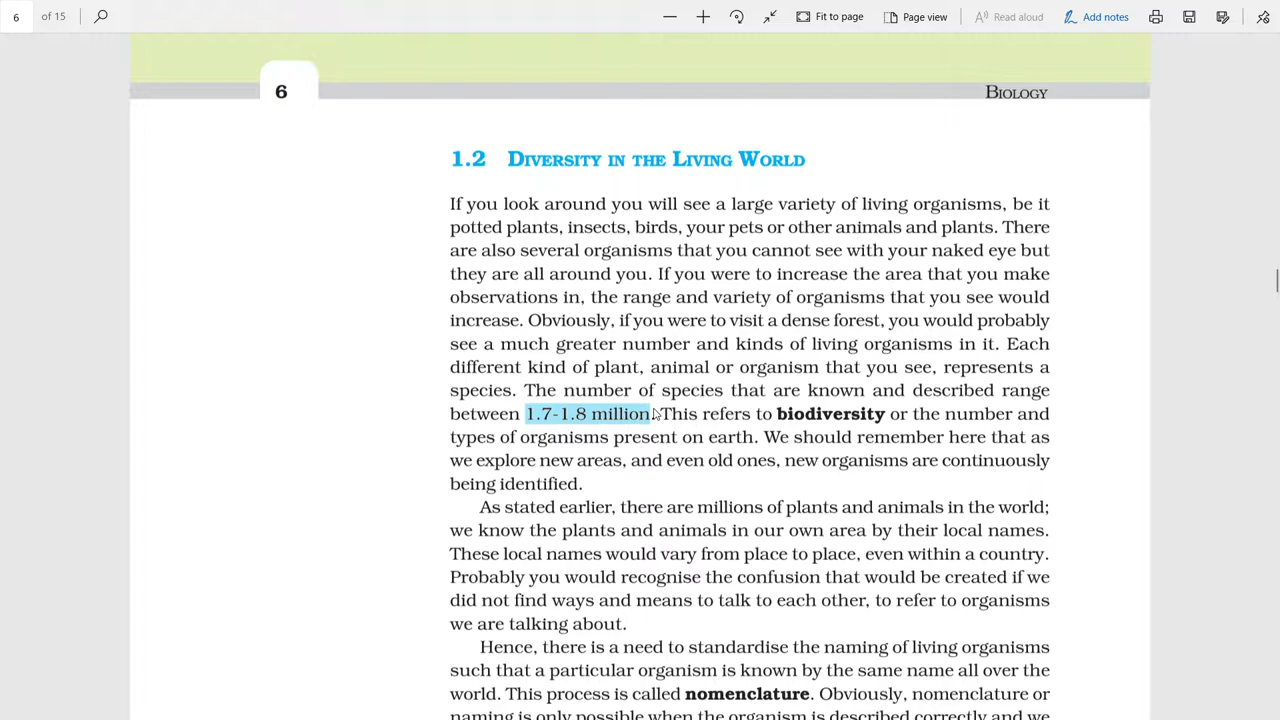 6 of 15 Fit to page Page view Read aloud Add notes
6 BIOLOGY
1.2 DIVERSITY IN THE LIVING WORLD
If you look around you will see a large variety of living organisms, be it
potted plants, insects, birds, your pets or other animals and plants. There
are also several organisms that you cannot see with your naked eye but
they are all around you. If you were to increase the area that you make
observations in, the range and variety of organisms that you see would
increase. Obviously, if you were to visit a dense forest, you would probably
see a much greater number and kinds of living organisms in it. Each
different kind of plant, animal or organism that you see, represents a
species. The number of species that are known and described range
between 1.7-1.8 million. This refers to biodiversity or the number and
types of organisms present on earth. We should remember here that as
we explore new areas, and even old ones, new organisms are continuously
being identified.
As stated earlier, there are millions of plants and animals in the world;
we know the plants and animals in our own area by their local names.
These local names would vary from place to place, even within a country.
Probably you would recognise the confusion that would be created if we
did not find ways and means to talk to each other, to refer to organisms
we are talking about.
Hence, there is a need to standardise the naming of living organisms
such that a particular organism is known by the same name all over the
world. This process is called nomenclature. Obviously, nomenclature or
naming is only possible when the organism is described correctly and we